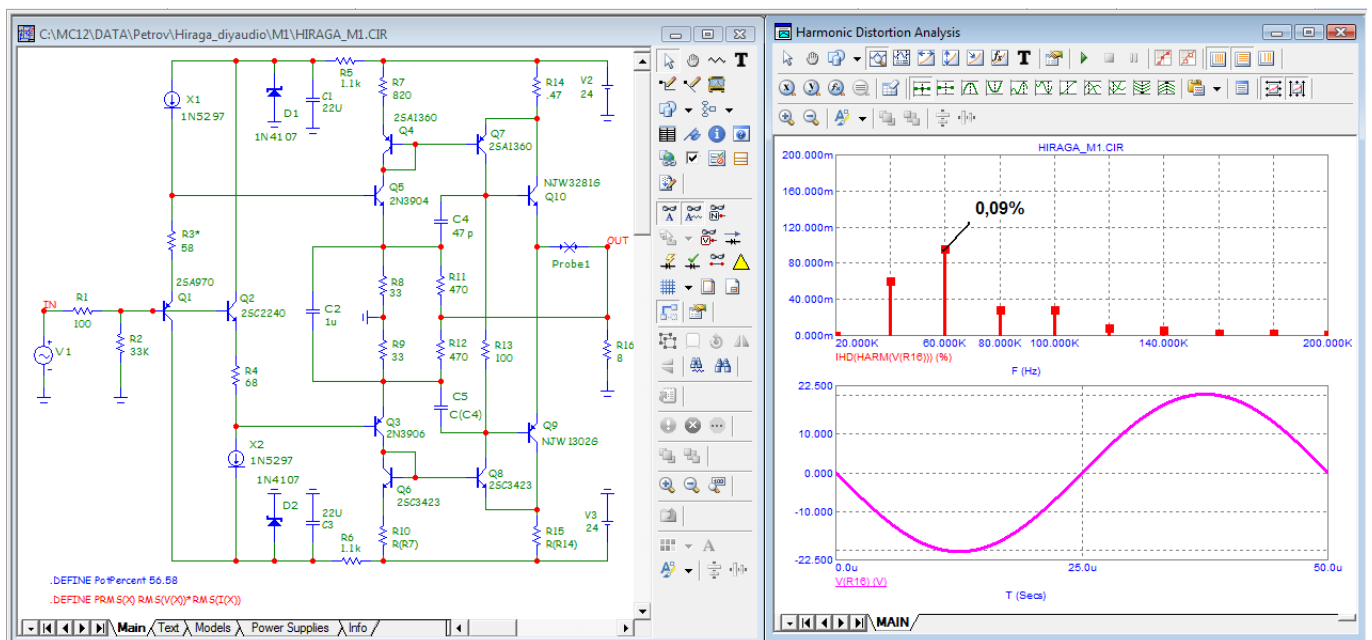 C:\MC12\DATA\Petrov\Hiraga_diyaudio\M1\HIRAGA_M1.CIR
X1
1N5297
D1
1N4107
C1
22U
R5
1.1k
R7
820
2SA1360
Q4
Q7
2SA1360
R14
.47
V2
24
Q5
2N3904
NJW3281G
Q10
R3*
58
C4
47 p
OUT
Probe1
2SA970
Q1
Q2
2SC2240
R8
33
R11
470
IN
R1
100
C2
1u
V1
R2
33K
R9
33
R12
470
R13
100
R16
8
R4
68
C5
C(C4)
Q3
2N3906
Q9
NJW1302G
X2
1N5297
1N4107
D2
22U
C3
Q6
2SC3423
Q8
2SC3423
R6
1.1k
R10
R(R7)
R15
R(R14)
V3
24
.DEFINE PotPercent 56.58
.DEFINE PRMS(X) RMS(V(X))*RMS(I(X))
Main
Text
Models
Power Supplies
Info
Harmonic Distortion Analysis
HIRAGA_M1.CIR
200.000m
160.000m
120.000m
80.000m
40.000m
0.000m
0,09%
20.000K 60.000K 80.000K 100.000K 140.000K 200.000K
IHD(HARM(V(R16))) (%)
F (Hz)
22.500
10.000
0.000
-10.000
-22.500
0.0u 25.0u 50.0u
V(R16) (V)
T (Secs)
MAIN